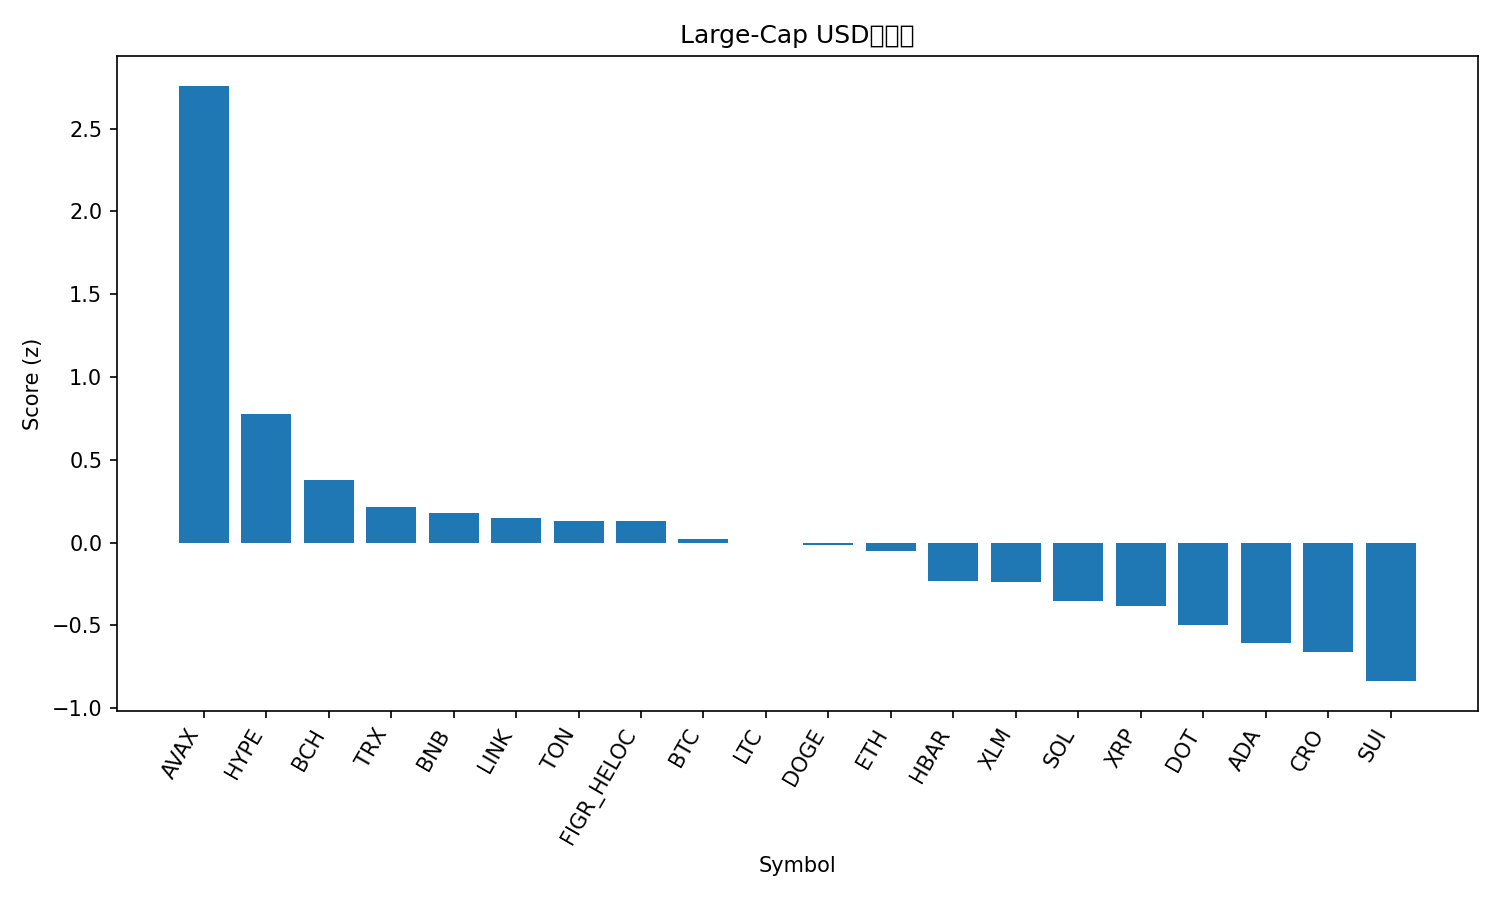 Large-Cap USD
Score (z)
2.5
2.0
1.5
1.0
0.5
0.0
−0.5
−1.0
AVAX
HYPE
BCH
TRX
BNB
LINK
TON
FIGR_HELOC
BTC
LTC
DOGE
ETH
HBAR
XLM
SOL
XRP
DOT
ADA
CRO
SUI
Symbol